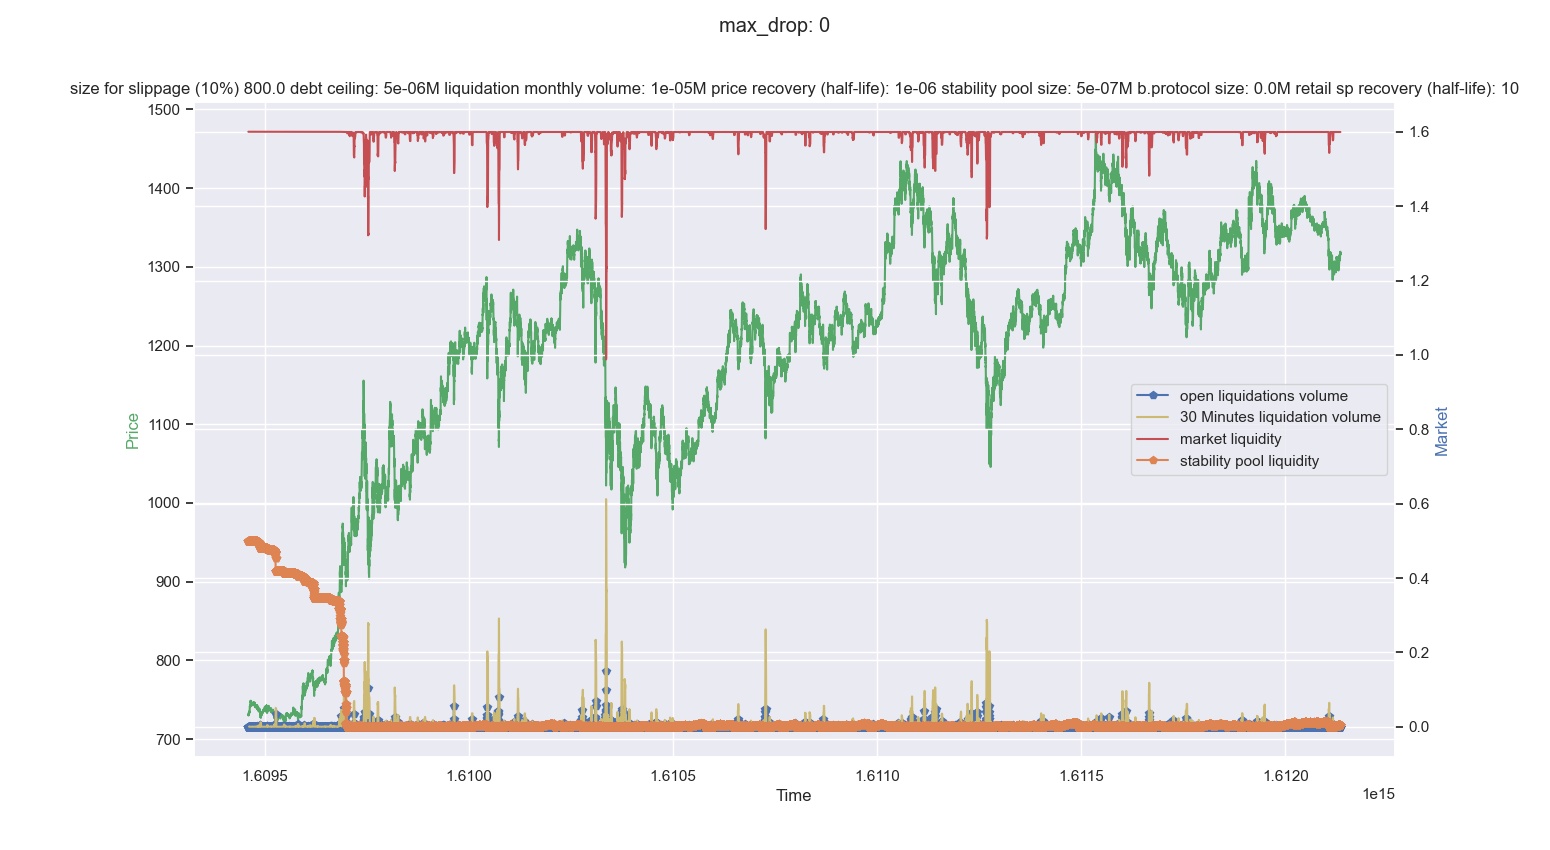 max_drop: 0
size for slippage (10%) 800.0 debt ceiling: 5e-06M liquidation monthly volume: 1e-05M price recovery (half-life): 1e-06 stability pool size: 5e-07M b.protocol size: 0.0M retail sp recovery (half-life): 10
1500
1400
1300
1200
1100
1000
900
800
700
Price
1.6
1.4
1.2
1.0
0.8
0.6
0.4
0.2
0.0
Market
open liquidations volume
30 Minutes liquidation volume
market liquidity
stability pool liquidity
1.6095 1.6100 1.6105 1.6110 1.6115 1.6120
Time
1e15